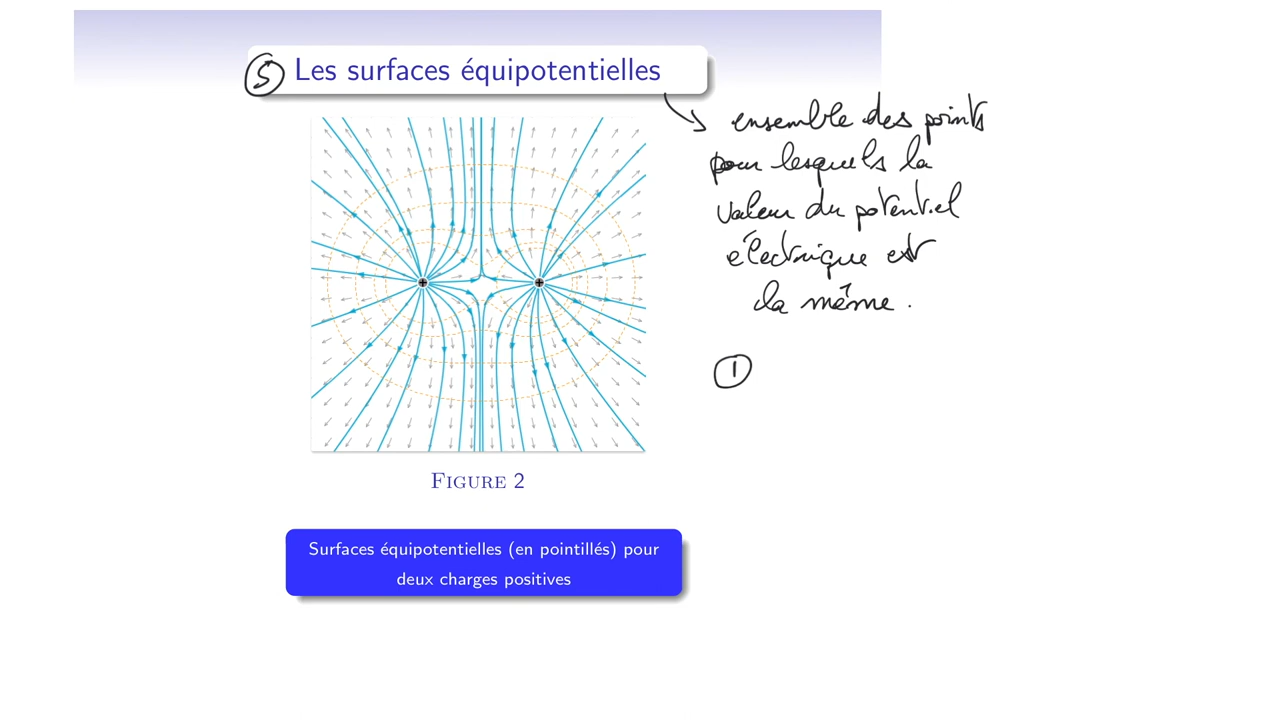 5 Les surfaces équipotentielles
ensemble des points
pour lesquels la
valeur du potentiel
électrique est
la même.
1
FIGURE 2
Surfaces équipotentielles (en pointillés) pour
deux charges positives